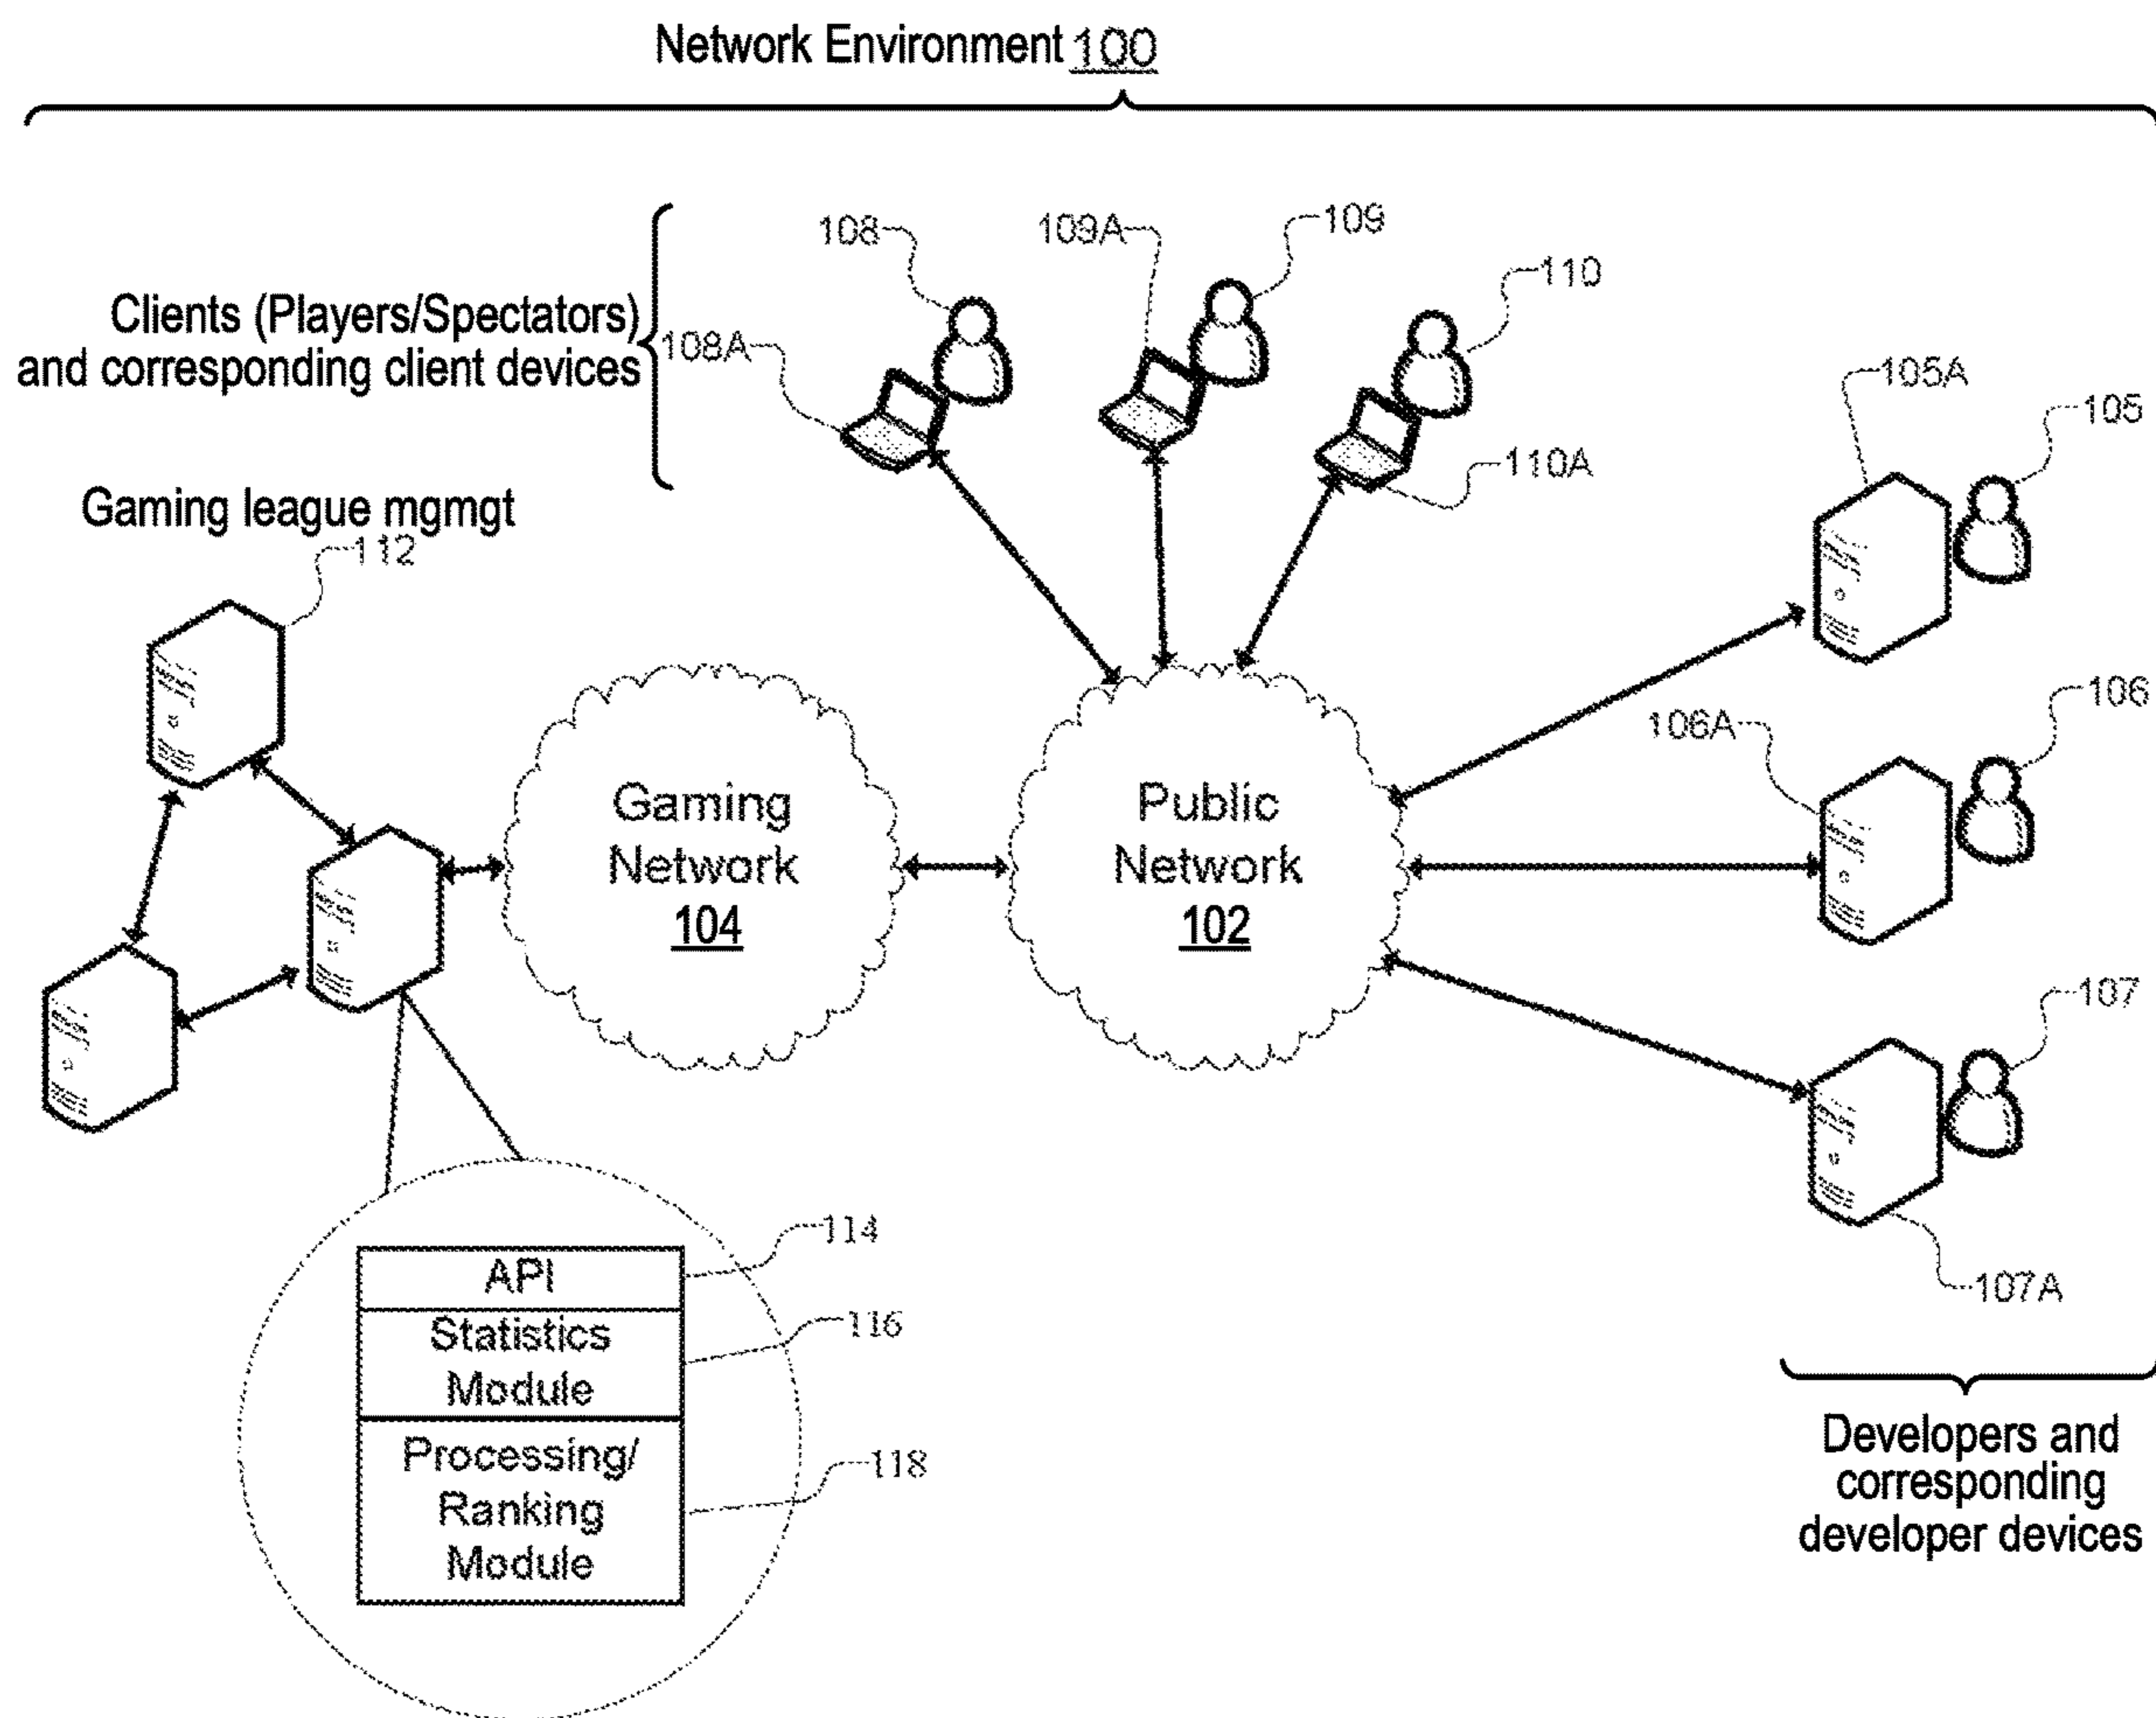 Network Environment 100
108
109A
109
110
Clients (Players/Spectators)
and corresponding client devices
108A
105A
105
110A
Gaming league mgmgt
112
106
106A
Gaming
Network
104
Public
Network
102
107
107A
114
API
116
Statistics
Module
118
Processing/
Ranking
Module
Developers and
corresponding
developer devices